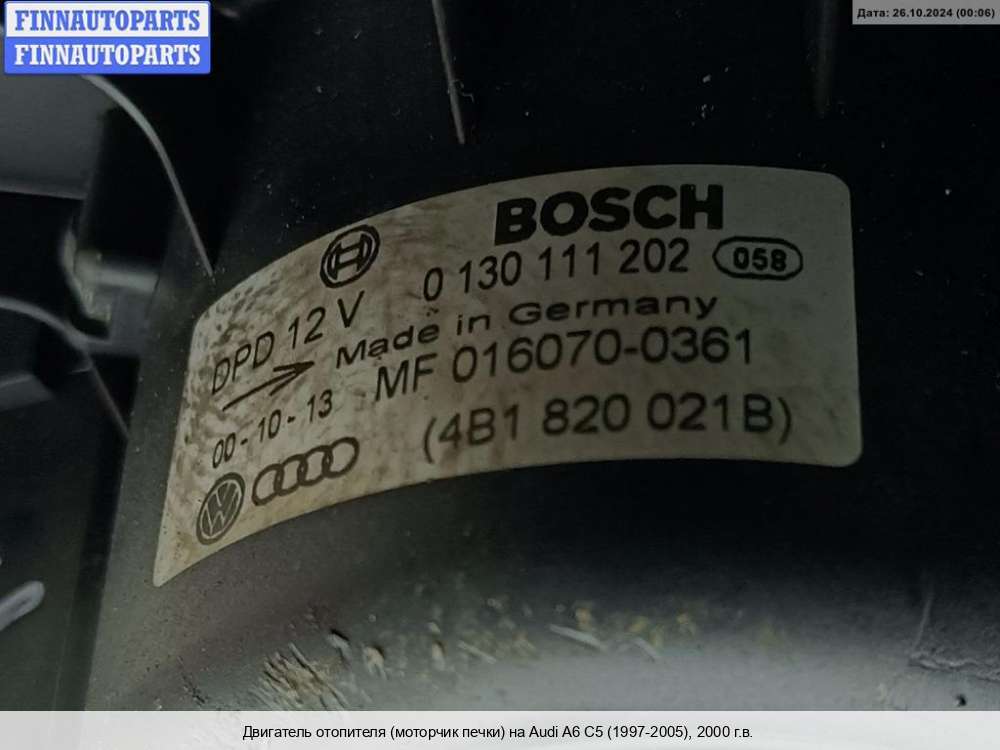 FINNAUTOPARTS
FINNAUTOPARTS
Дата: 26.10.2024 (00:06)
BOSCH
0 130 111 202 058
DPD 12 V
Made in Germany
MF 016070-0361
00-10-13
(4B1 820 021B)
Двигатель отопителя (моторчик печки) на Audi A6 C5 (1997-2005), 2000 г.в.